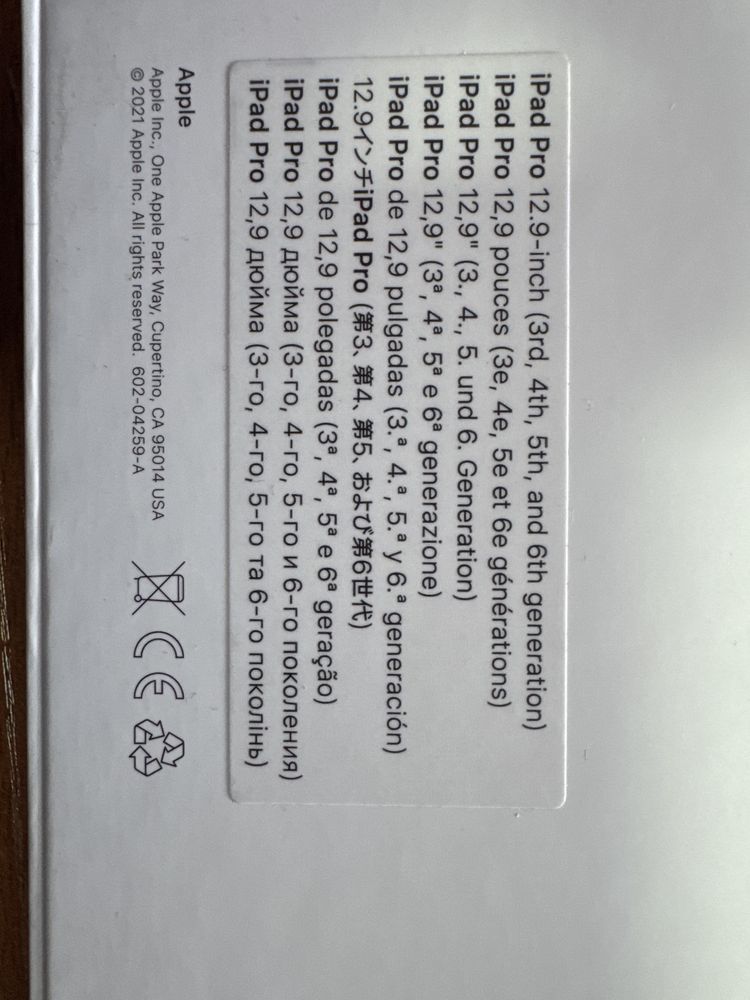 iPad Pro 12.9-inch (3rd, 4th, 5th, and 6th generation)
iPad Pro 12,9 pouces (3e, 4e, 5e et 6e générations)
iPad Pro 12,9" (3., 4., 5. und 6. Generation)
iPad Pro 12,9" (3ª, 4ª, 5ª e 6ª generazione)
iPad Pro de 12,9 pulgadas (3.ª, 4.ª, 5.ª y 6.ª generación)
12.9インチiPad Pro (第3、第4、第5、および第6世代)
iPad Pro de 12,9 polegadas (3ª, 4ª, 5ª e 6ª geração)
iPad Pro 12,9 дюйма (3-го, 4-го, 5-го и 6-го поколения)
iPad Pro 12,9 дюйма (3-го, 4-го, 5-го та 6-го поколінь)
Apple
Apple Inc., One Apple Park Way, Cupertino, CA 95014 USA
© 2021 Apple Inc. All rights reserved. 602-04259-A